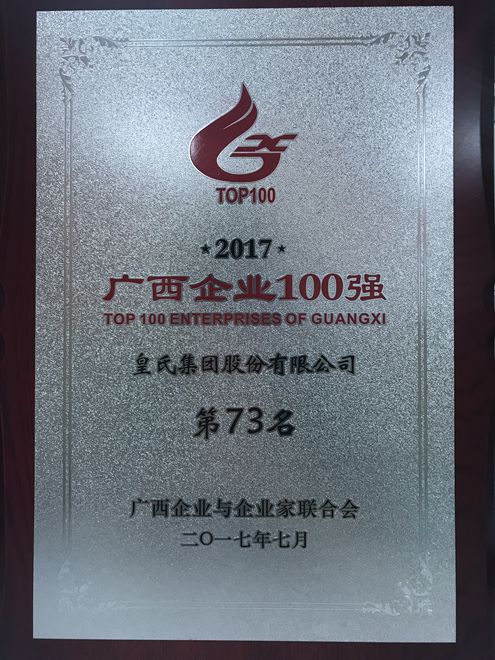 TOP100
★2017★
广西企业100强
TOP 100 ENTERPRISES OF GUANGXI
皇氏集团股份有限公司
第73名
广西企业与企业家联合会
二〇一七年七月